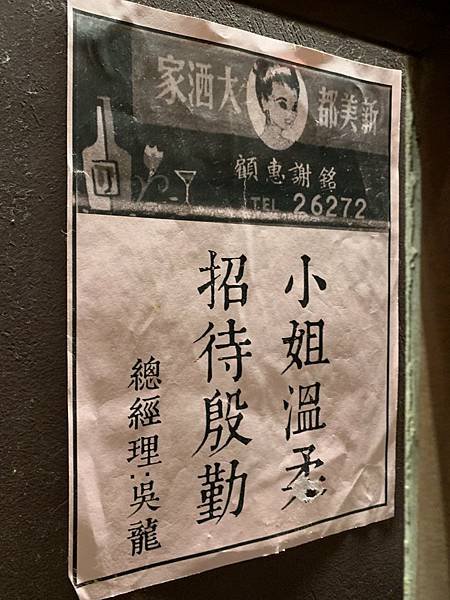 新美都大酒家
銘謝惠顧
TEL 26272
小姐溫柔
招待殷勤
總經理:吳龍